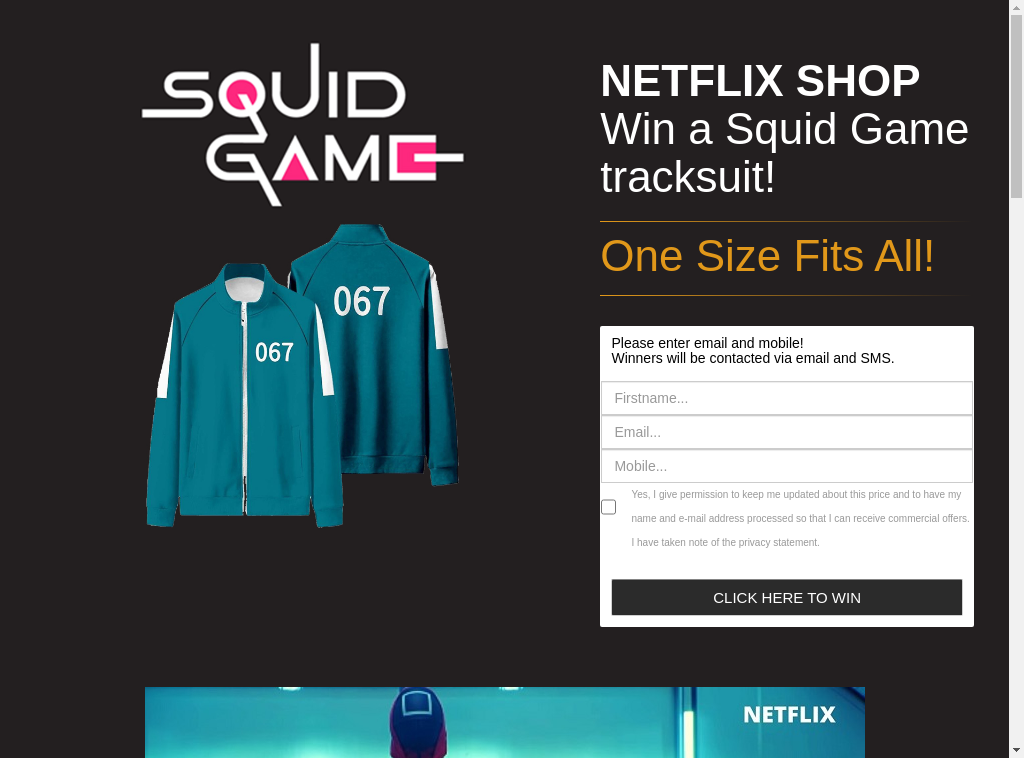 SQUID
GAME
067
067
NETFLIX SHOP
Win a Squid Game
tracksuit!
One Size Fits All!
Please enter email and mobile!
Winners will be contacted via email and SMS.
Firstname...
Email...
Mobile...
Yes, I give permission to keep me updated about this price and to have my
name and e-mail address processed so that I can receive commercial offers.
I have taken note of the privacy statement.
CLICK HERE TO WIN
NETFLIX